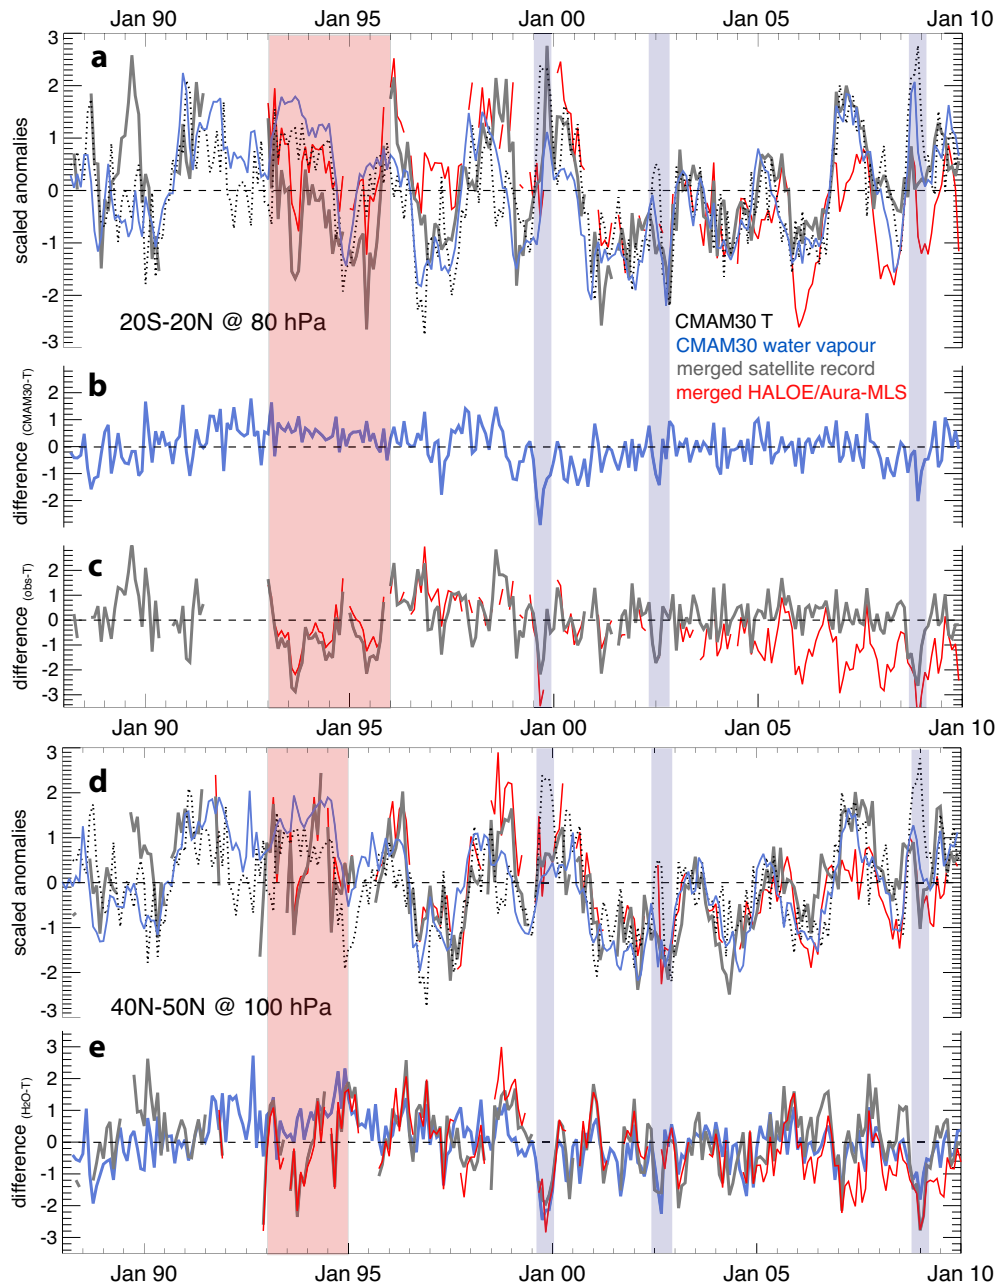 Jan 90 Jan 95 Jan 00 Jan 05 Jan 10
a
3
2
1
0
-1
-2
-3
scaled anomalies
20S-20N @ 80 hPa
CMAM30 T
CMAM30 water vapour
merged satellite record
merged HALOE/Aura-MLS
b
2
1
0
-1
-2
difference (CMAM30-T)
c
2
1
0
-1
-2
-3
difference (obs-T)
Jan 90 Jan 95 Jan 00 Jan 05 Jan 10
d
3
2
1
0
-1
-2
-3
scaled anomalies
40N-50N @ 100 hPa
e
3
2
1
0
-1
-2
-3
difference (H2O-T)
Jan 90 Jan 95 Jan 00 Jan 05 Jan 10